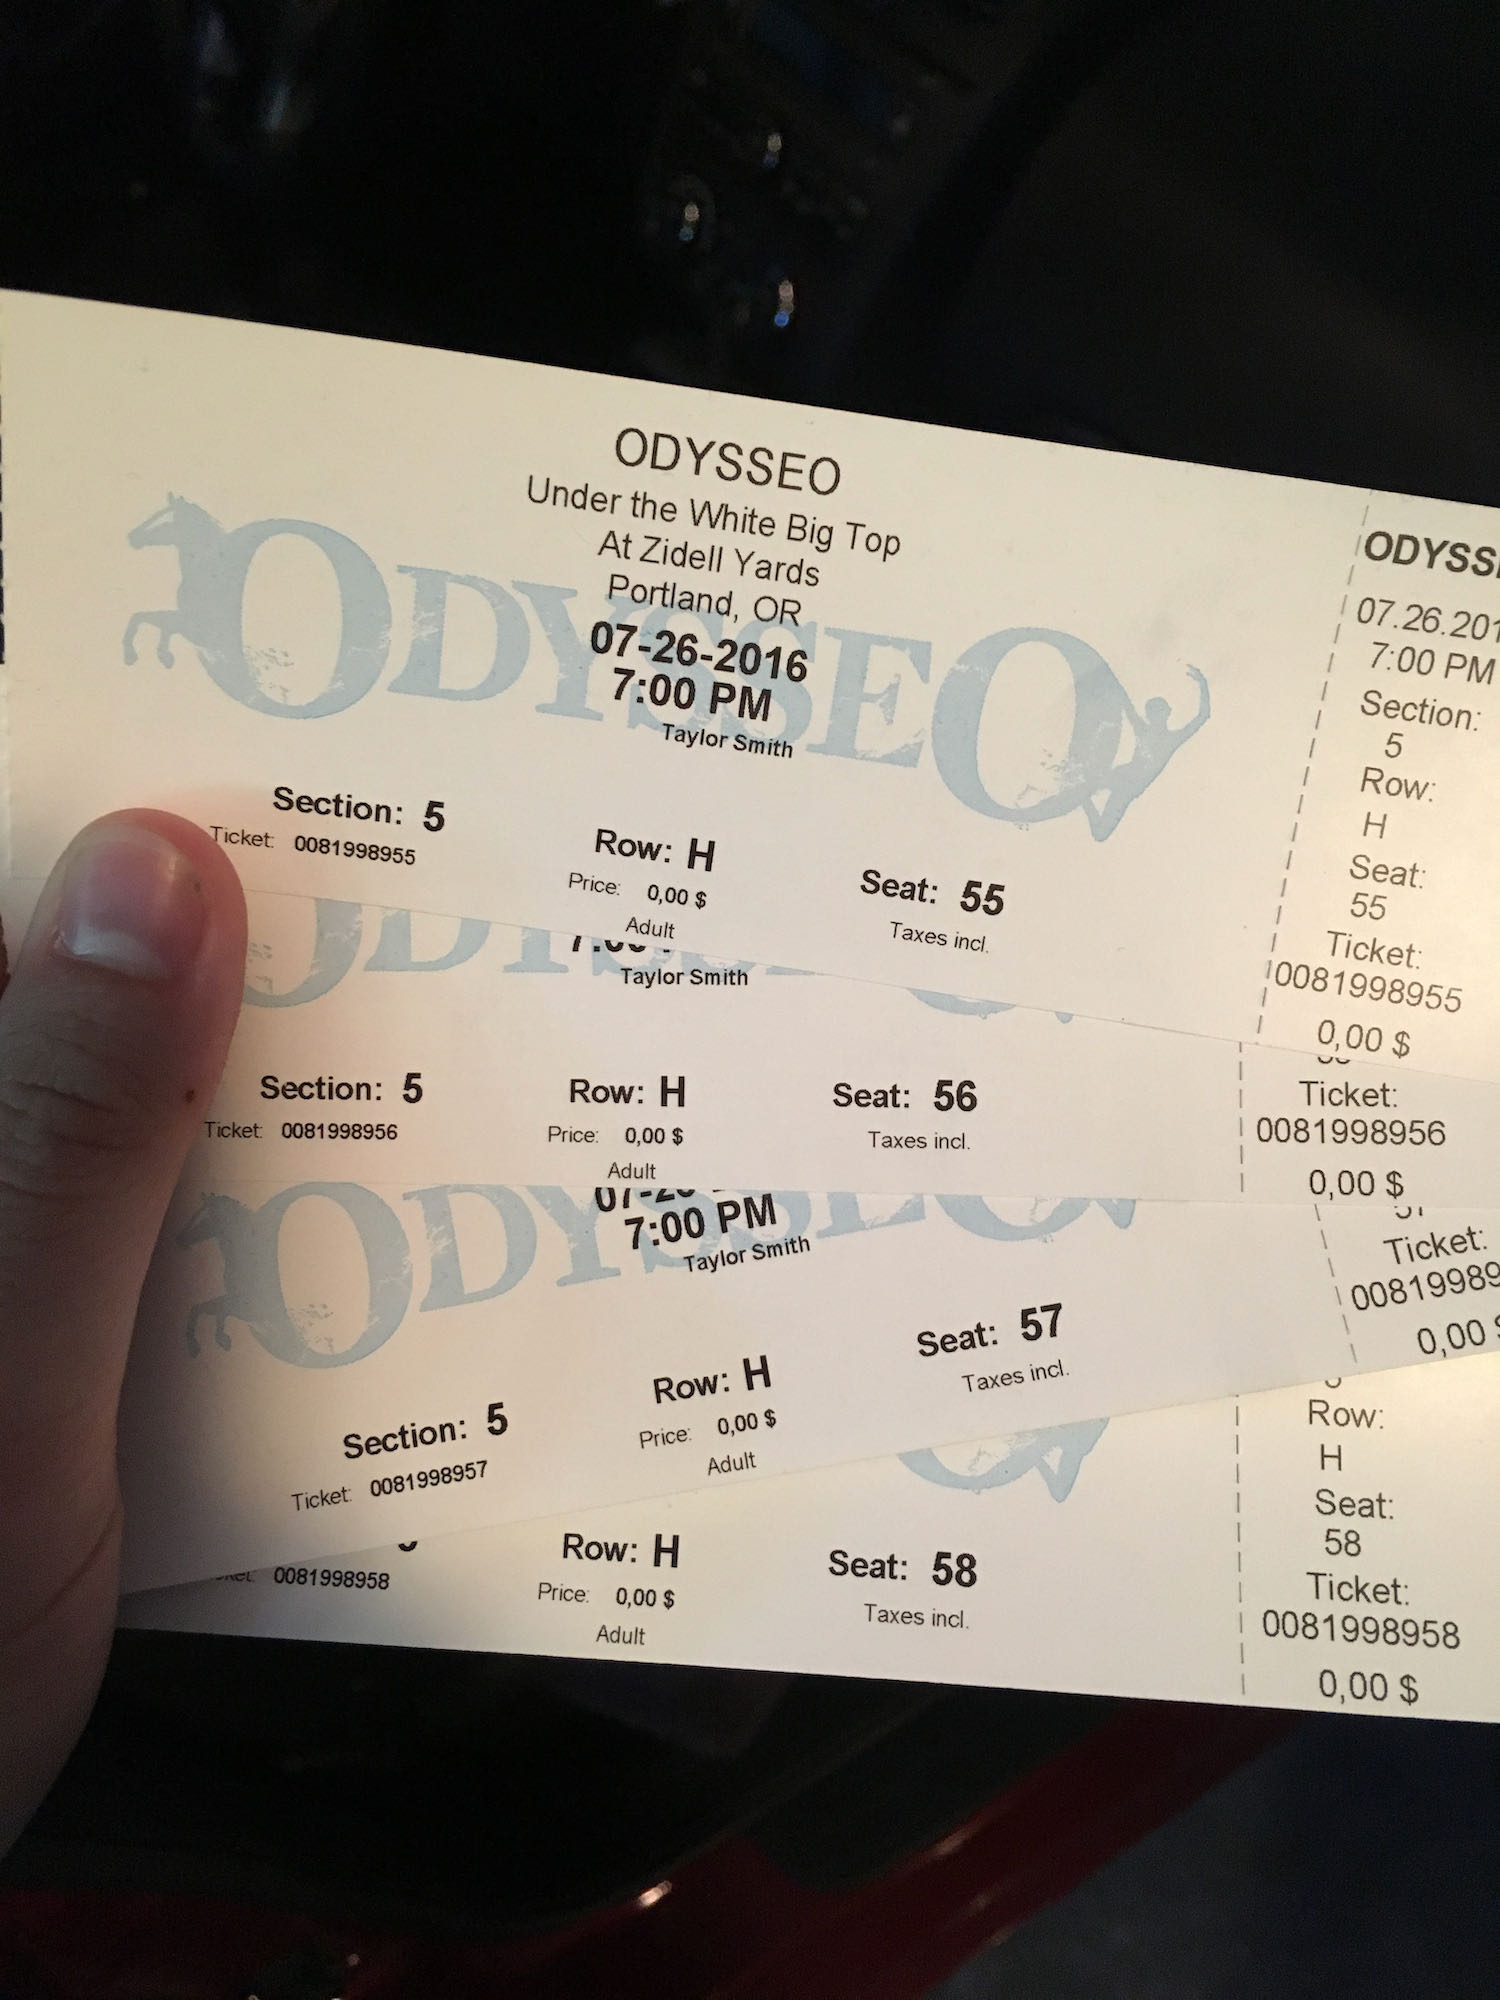 ODYSSEO
Under the White Big Top
At Zidell Yards
Portland, OR
07-26-2016
7:00 PM
Taylor Smith
ODYSSEO
Section: 5
Ticket: 0081998955
Row: H
Price: 0,00 $
Adult
Seat: 55
Taxes incl.
07.26.201
7:00 PM
Section:
5
Row:
H
Seat:
55
Ticket:
0081998955
0,00 $
Taylor Smith
Section: 5
Ticket: 0081998956
Row: H
Price: 0,00 $
Adult
Seat: 56
Taxes incl.
Ticket:
0081998956
0,00 $
ODYSSEO
7:00 PM
Taylor Smith
Section: 5
Ticket: 0081998957
Row: H
Price: 0,00 $
Adult
Seat: 57
Taxes incl.
Ticket:
00819989
0,00 $
0081998958
Row: H
Price: 0,00 $
Adult
Seat: 58
Taxes incl.
Row:
H
Seat:
58
Ticket:
0081998958
0,00 $